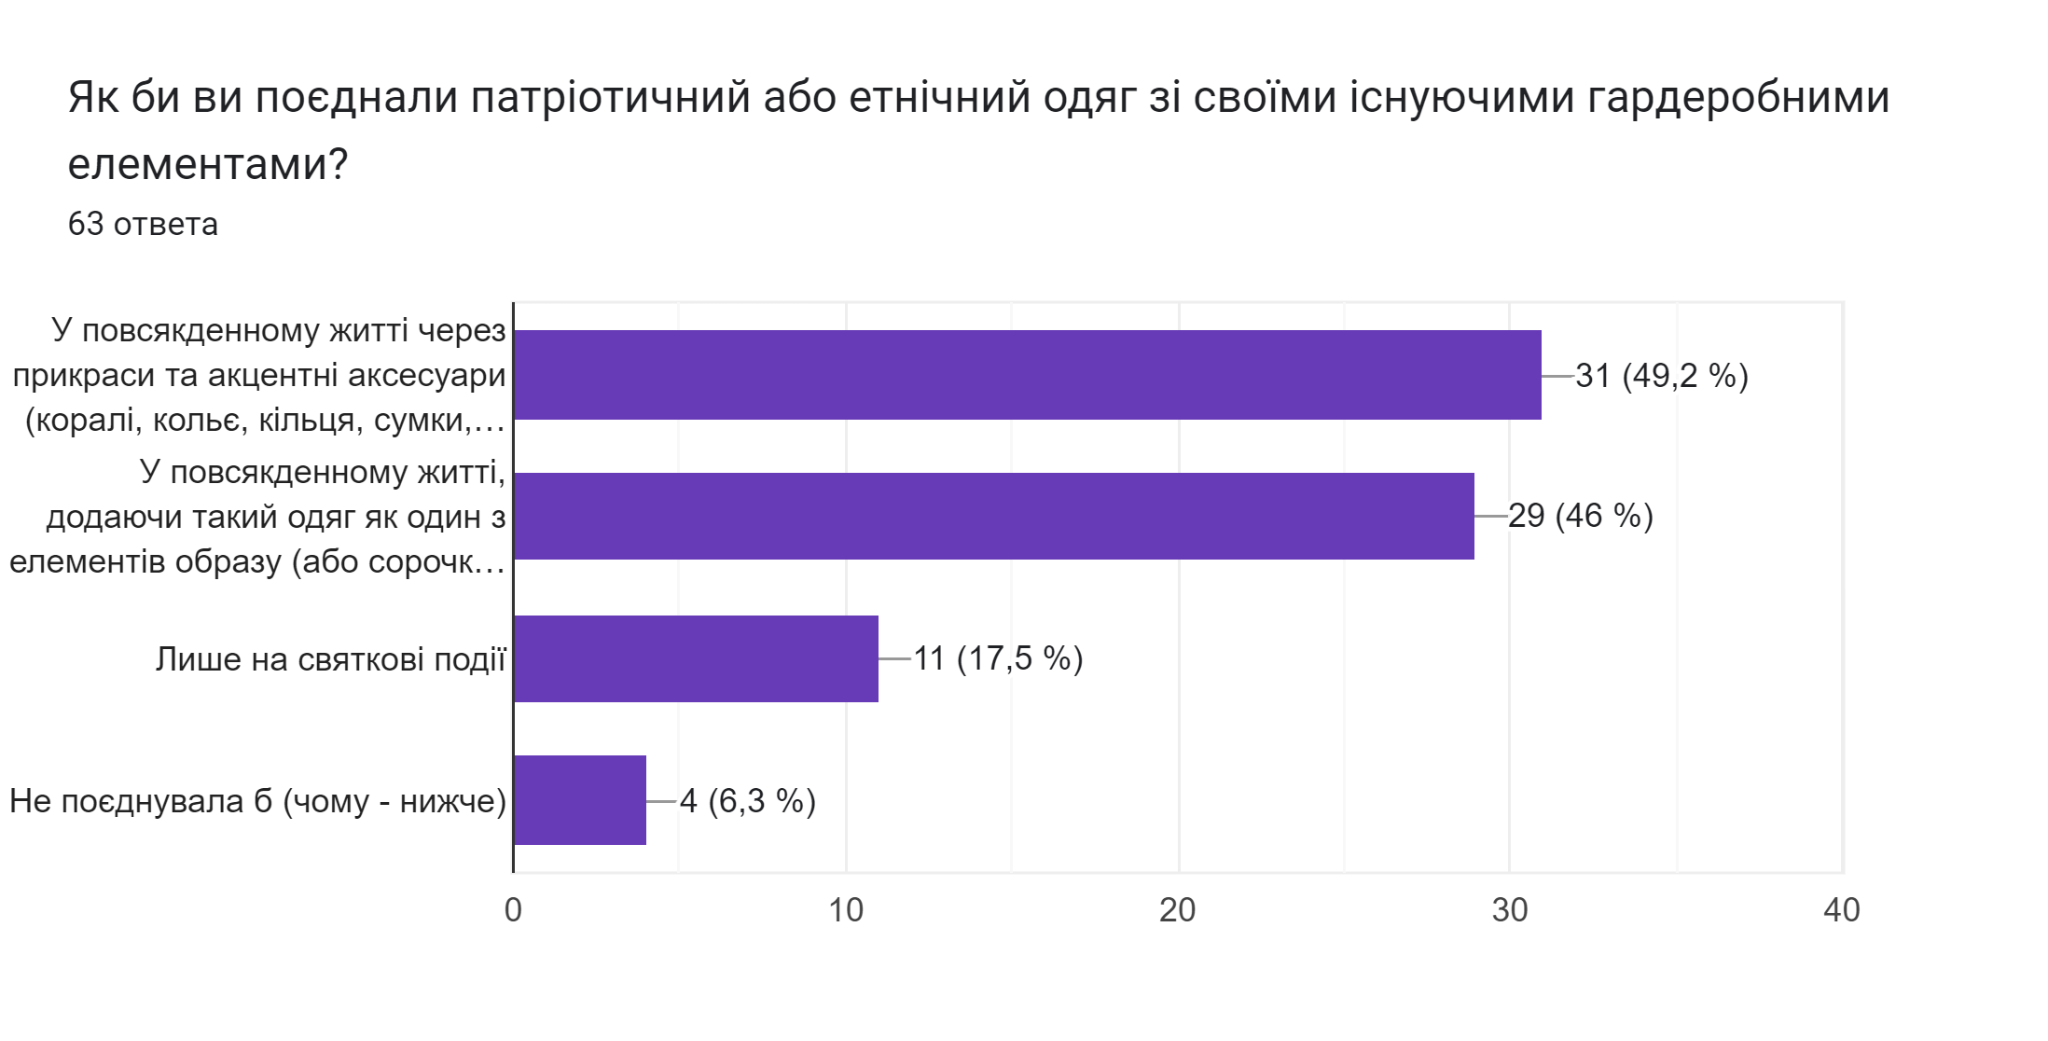 Як би ви поєднали патріотичний або етнічний одяг зі своїми існуючими гардеробними
елементами?
63 ответа
У повсякденному житті через
прикраси та акцентні аксесуари
(коралі, кольє, кільця, сумки,…
31 (49,2 %)
У повсякденному житті,
додаючи такий одяг як один з
елементів образу (або сорочк…
29 (46 %)
Лише на святкові події
11 (17,5 %)
Не поєднувала б (чому - нижче)
4 (6,3 %)
0 10 20 30 40